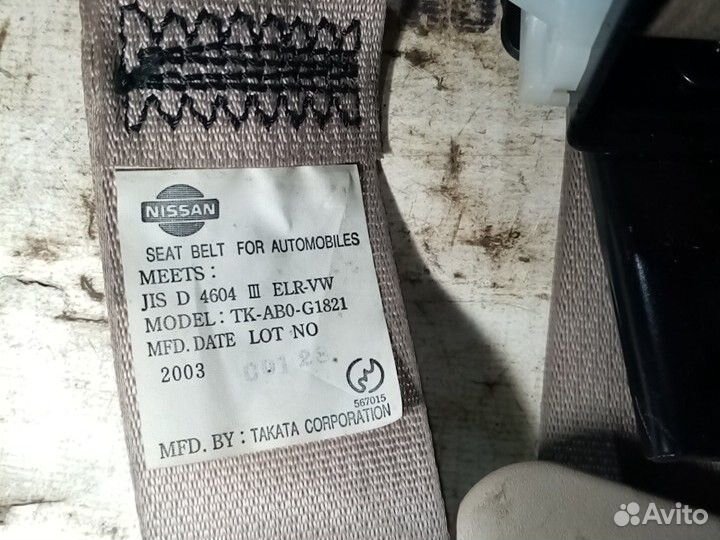 NISSAN
SEAT BELT FOR AUTOMOBILES
MEETS :
JIS D 4604 III ELR-VW
MODEL : TK-AB0-G1821
MFD. DATE LOT NO
2003
567015
MFD. BY : TAKATA CORPORATION
Avito